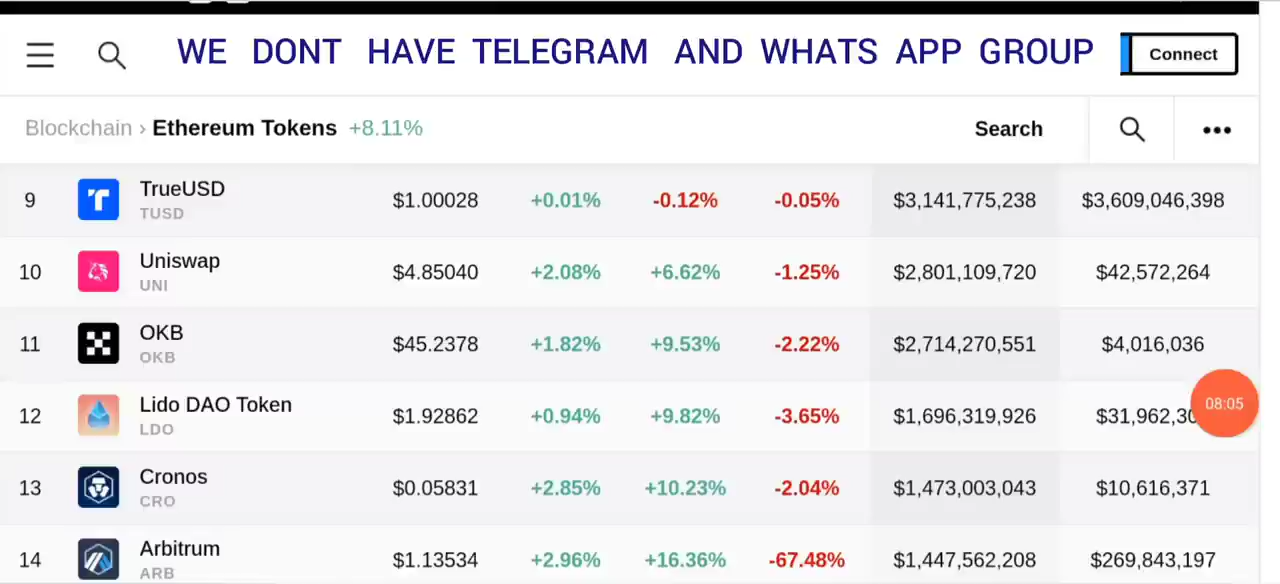 WE DONT HAVE TELEGRAM AND WHATS APP GROUP Connect
Blockchain › Ethereum Tokens +8.11% Search
9 TrueUSD $1.00028 +0.01% -0.12% -0.05% $3,141,775,238 $3,609,046,398
TUSD
10 Uniswap $4.85040 +2.08% +6.62% -1.25% $2,801,109,720 $42,572,264
UNI
11 OKB $45.2378 +1.82% +9.53% -2.22% $2,714,270,551 $4,016,036
OKB
12 Lido DAO Token $1.92862 +0.94% +9.82% -3.65% $1,696,319,926 08:05
LDO
13 Cronos $0.05831 +2.85% +10.23% -2.04% $1,473,003,043 $10,616,371
CRO
14 Arbitrum $1.13534 +2.96% +16.36% -67.48% $1,447,562,208 $269,843,197
ARB